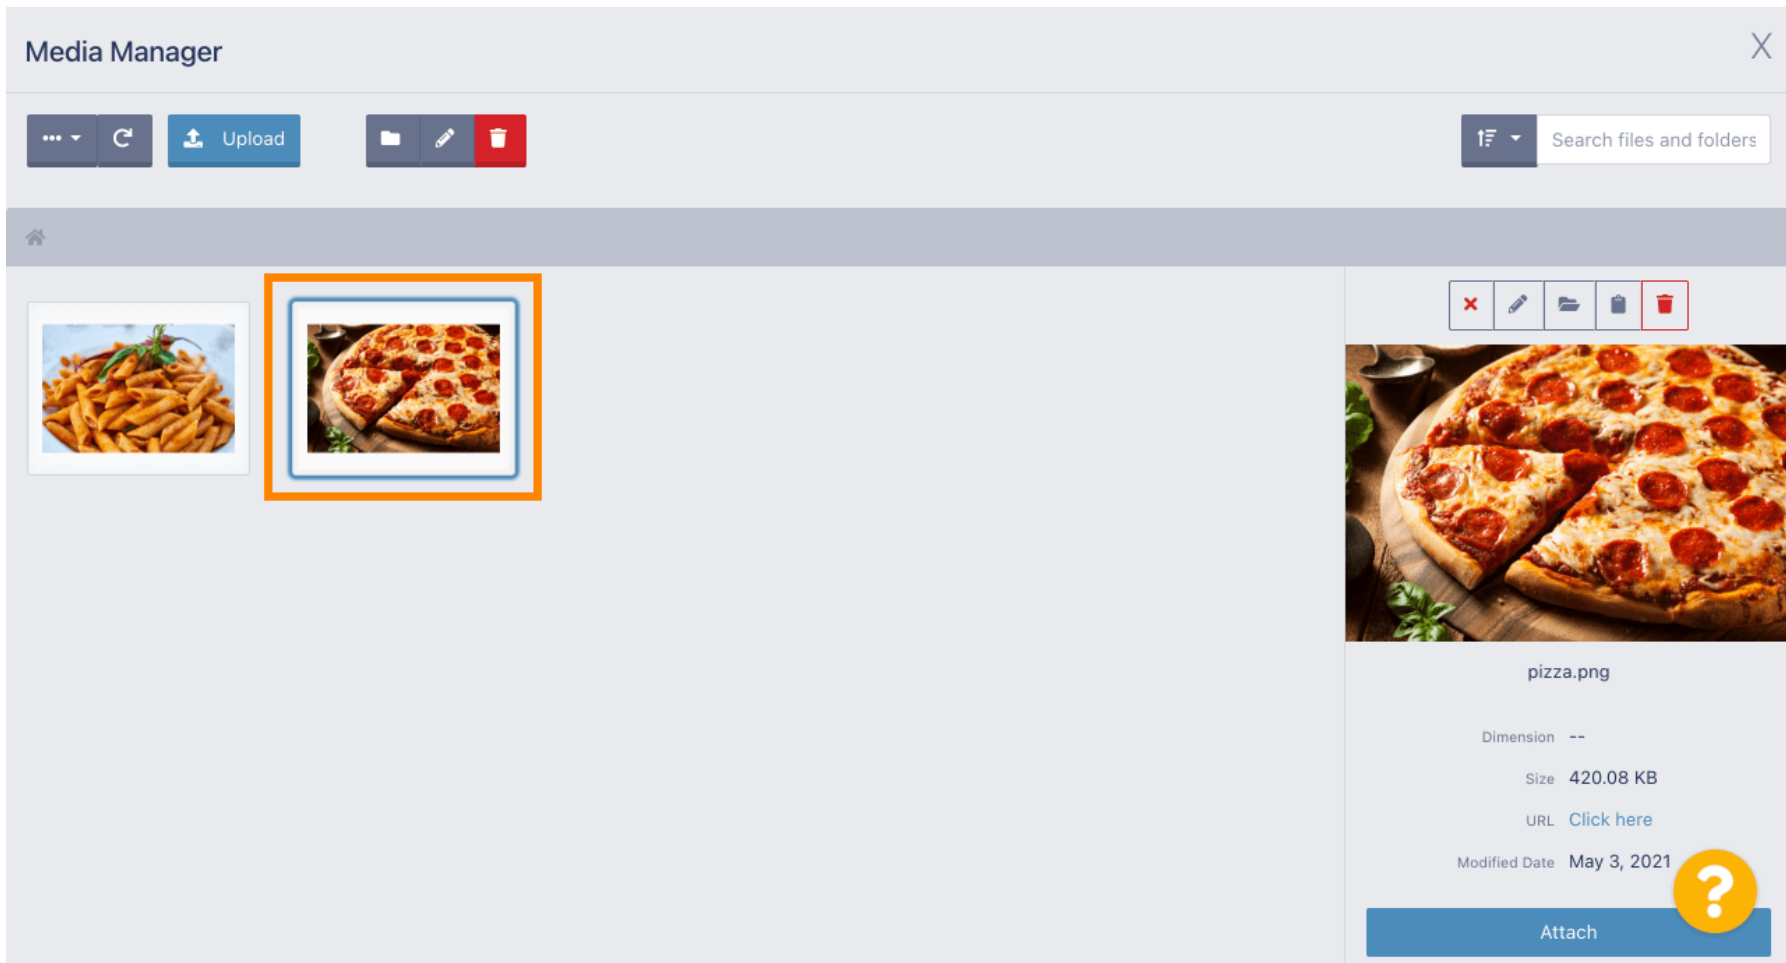 Media Manager
X
Upload
Search files and folders
pizza.png
Dimension --
Size 420.08 KB
URL Click here
Modified Date May 3, 2021
?
Attach